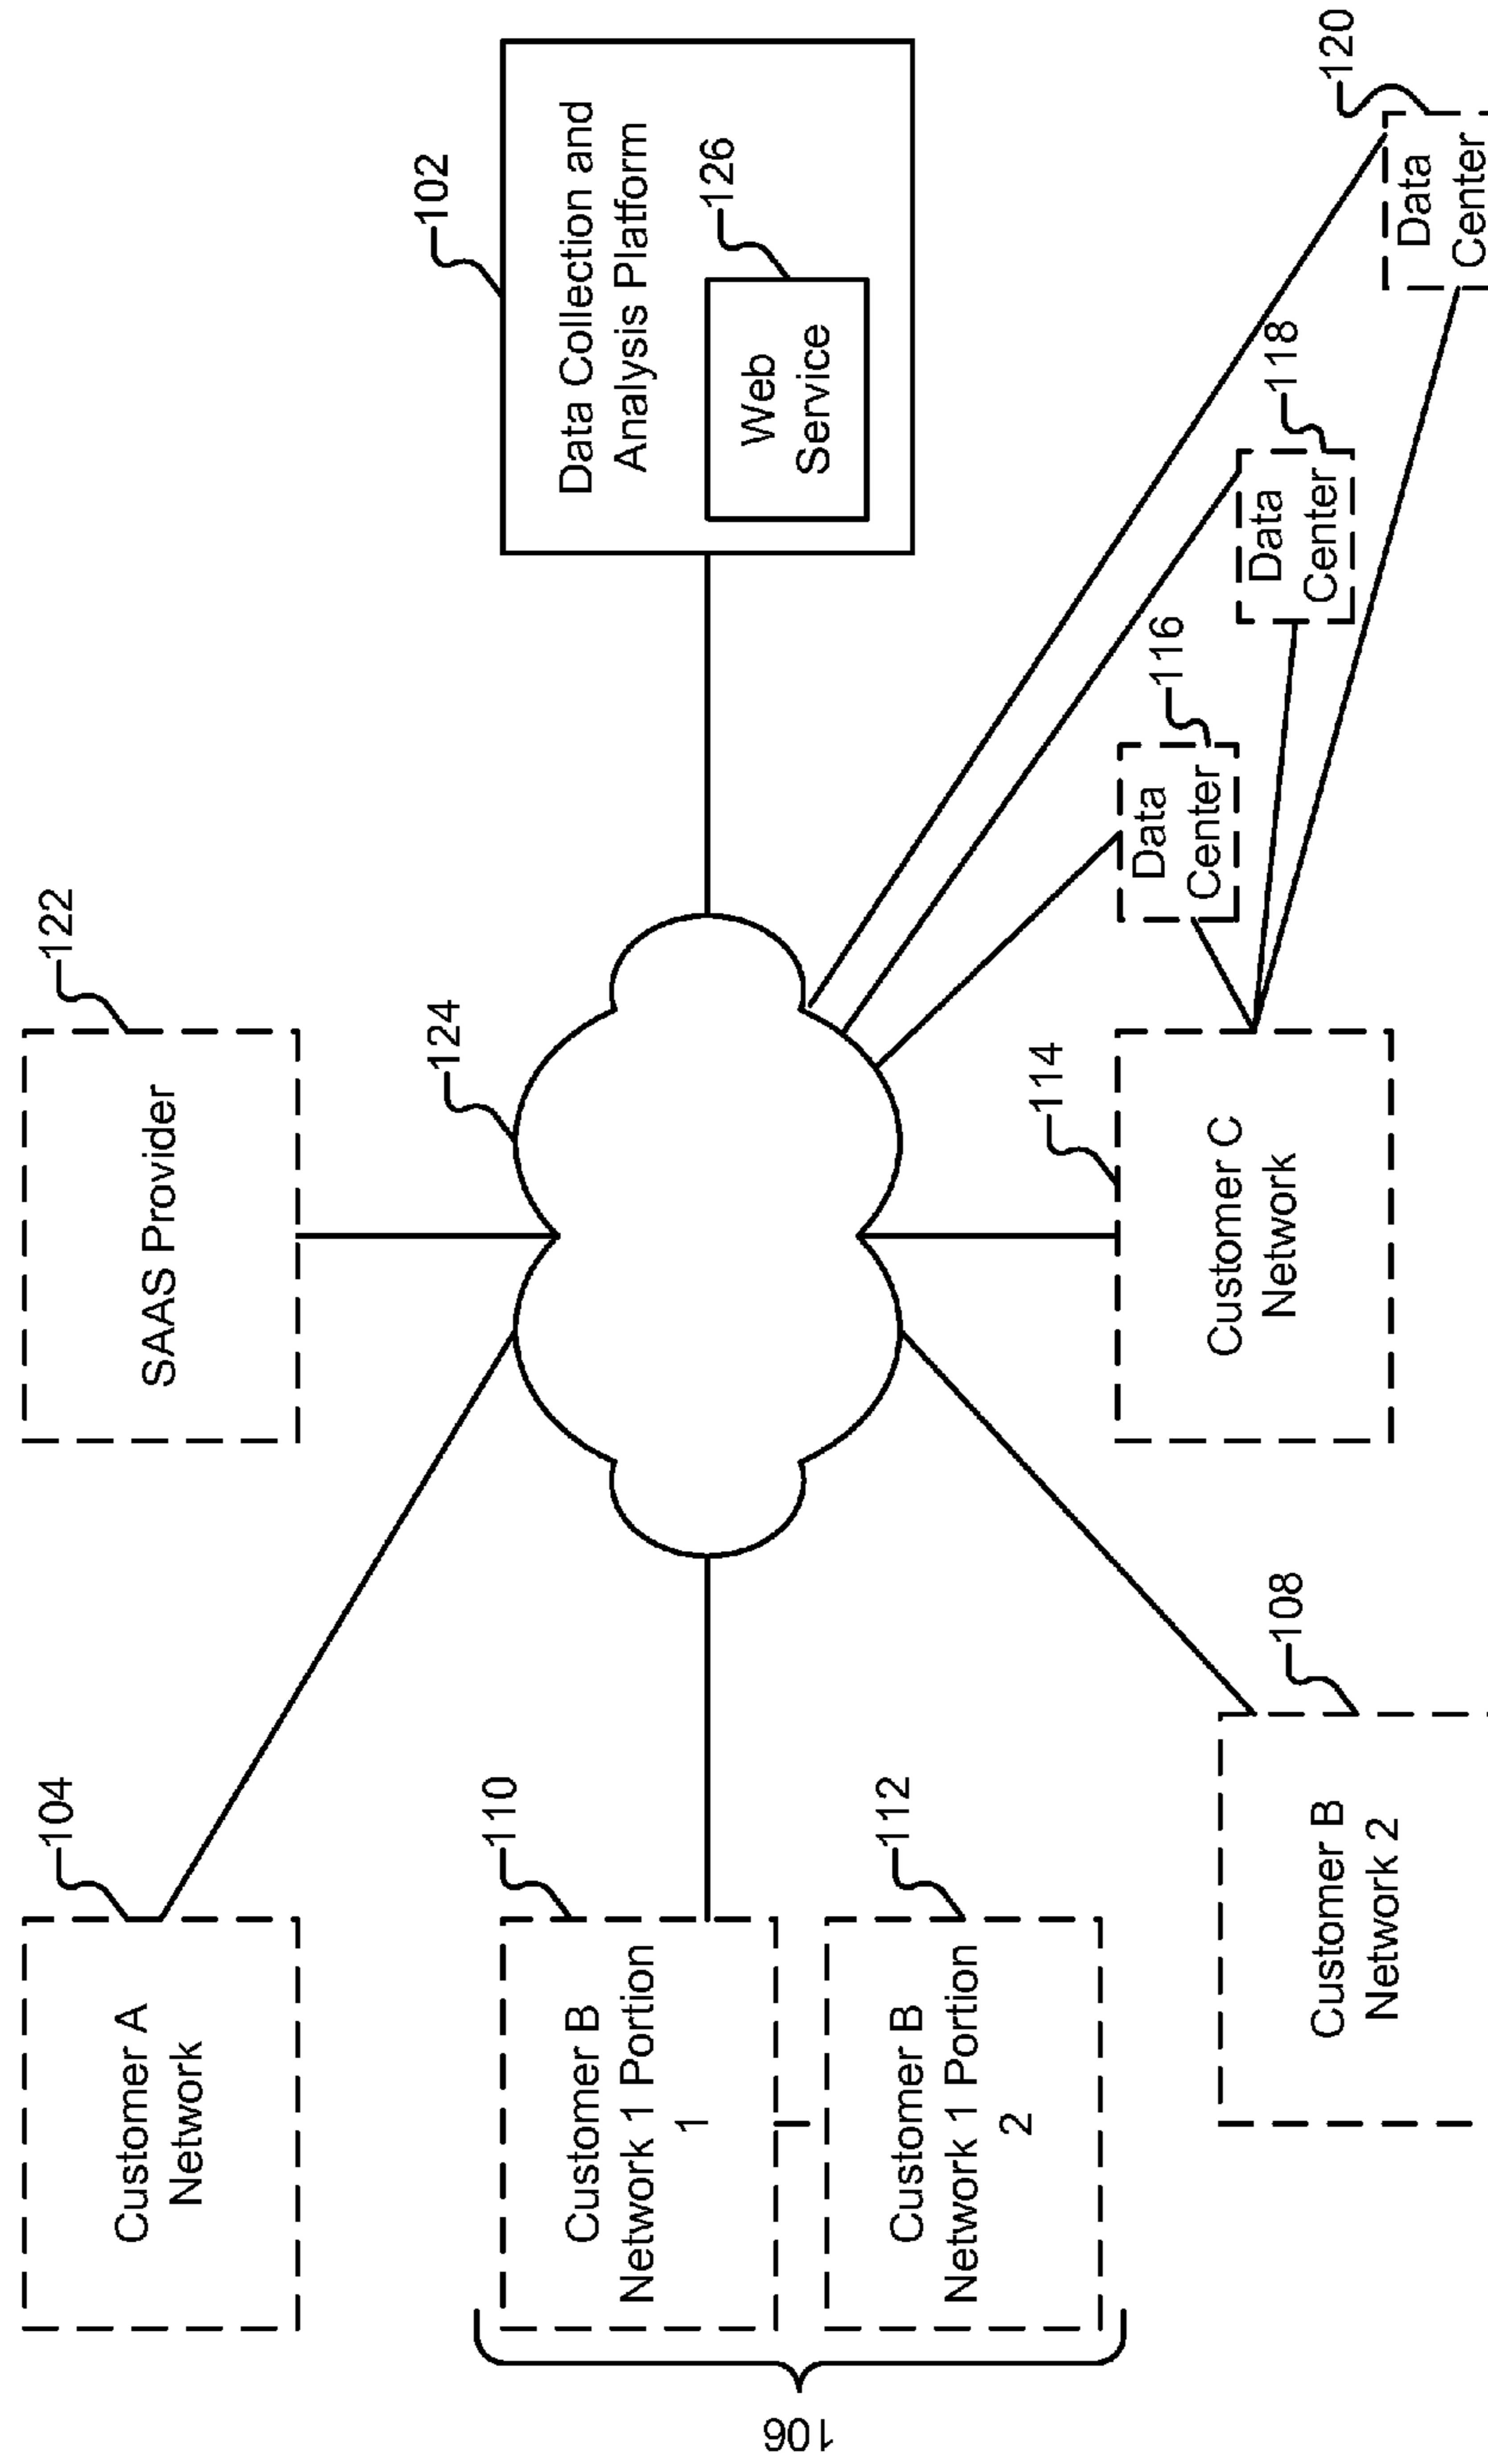 104
Customer A
Network
122
SAAS Provider
110
Customer B
Network 1 Portion
1
124
102
Data Collection and
Analysis Platform
126
Web
Service
106
112
Customer B
Network 1 Portion
2
114
Customer C
Network
116
Data
Center
118
Data
Center
120
Data
Center
108
Customer B
Network 2